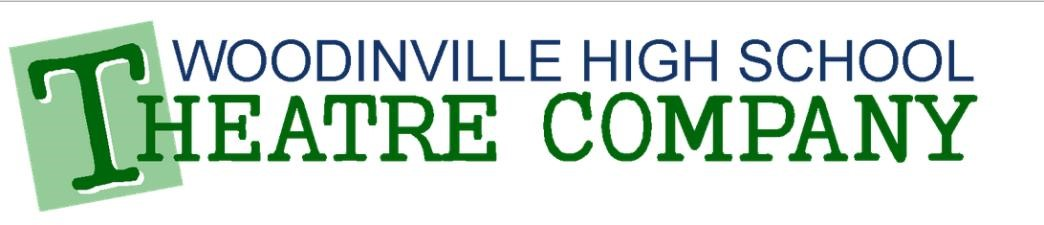 WOODINVILLE HIGH SCHOOL
THEATRE COMPANY